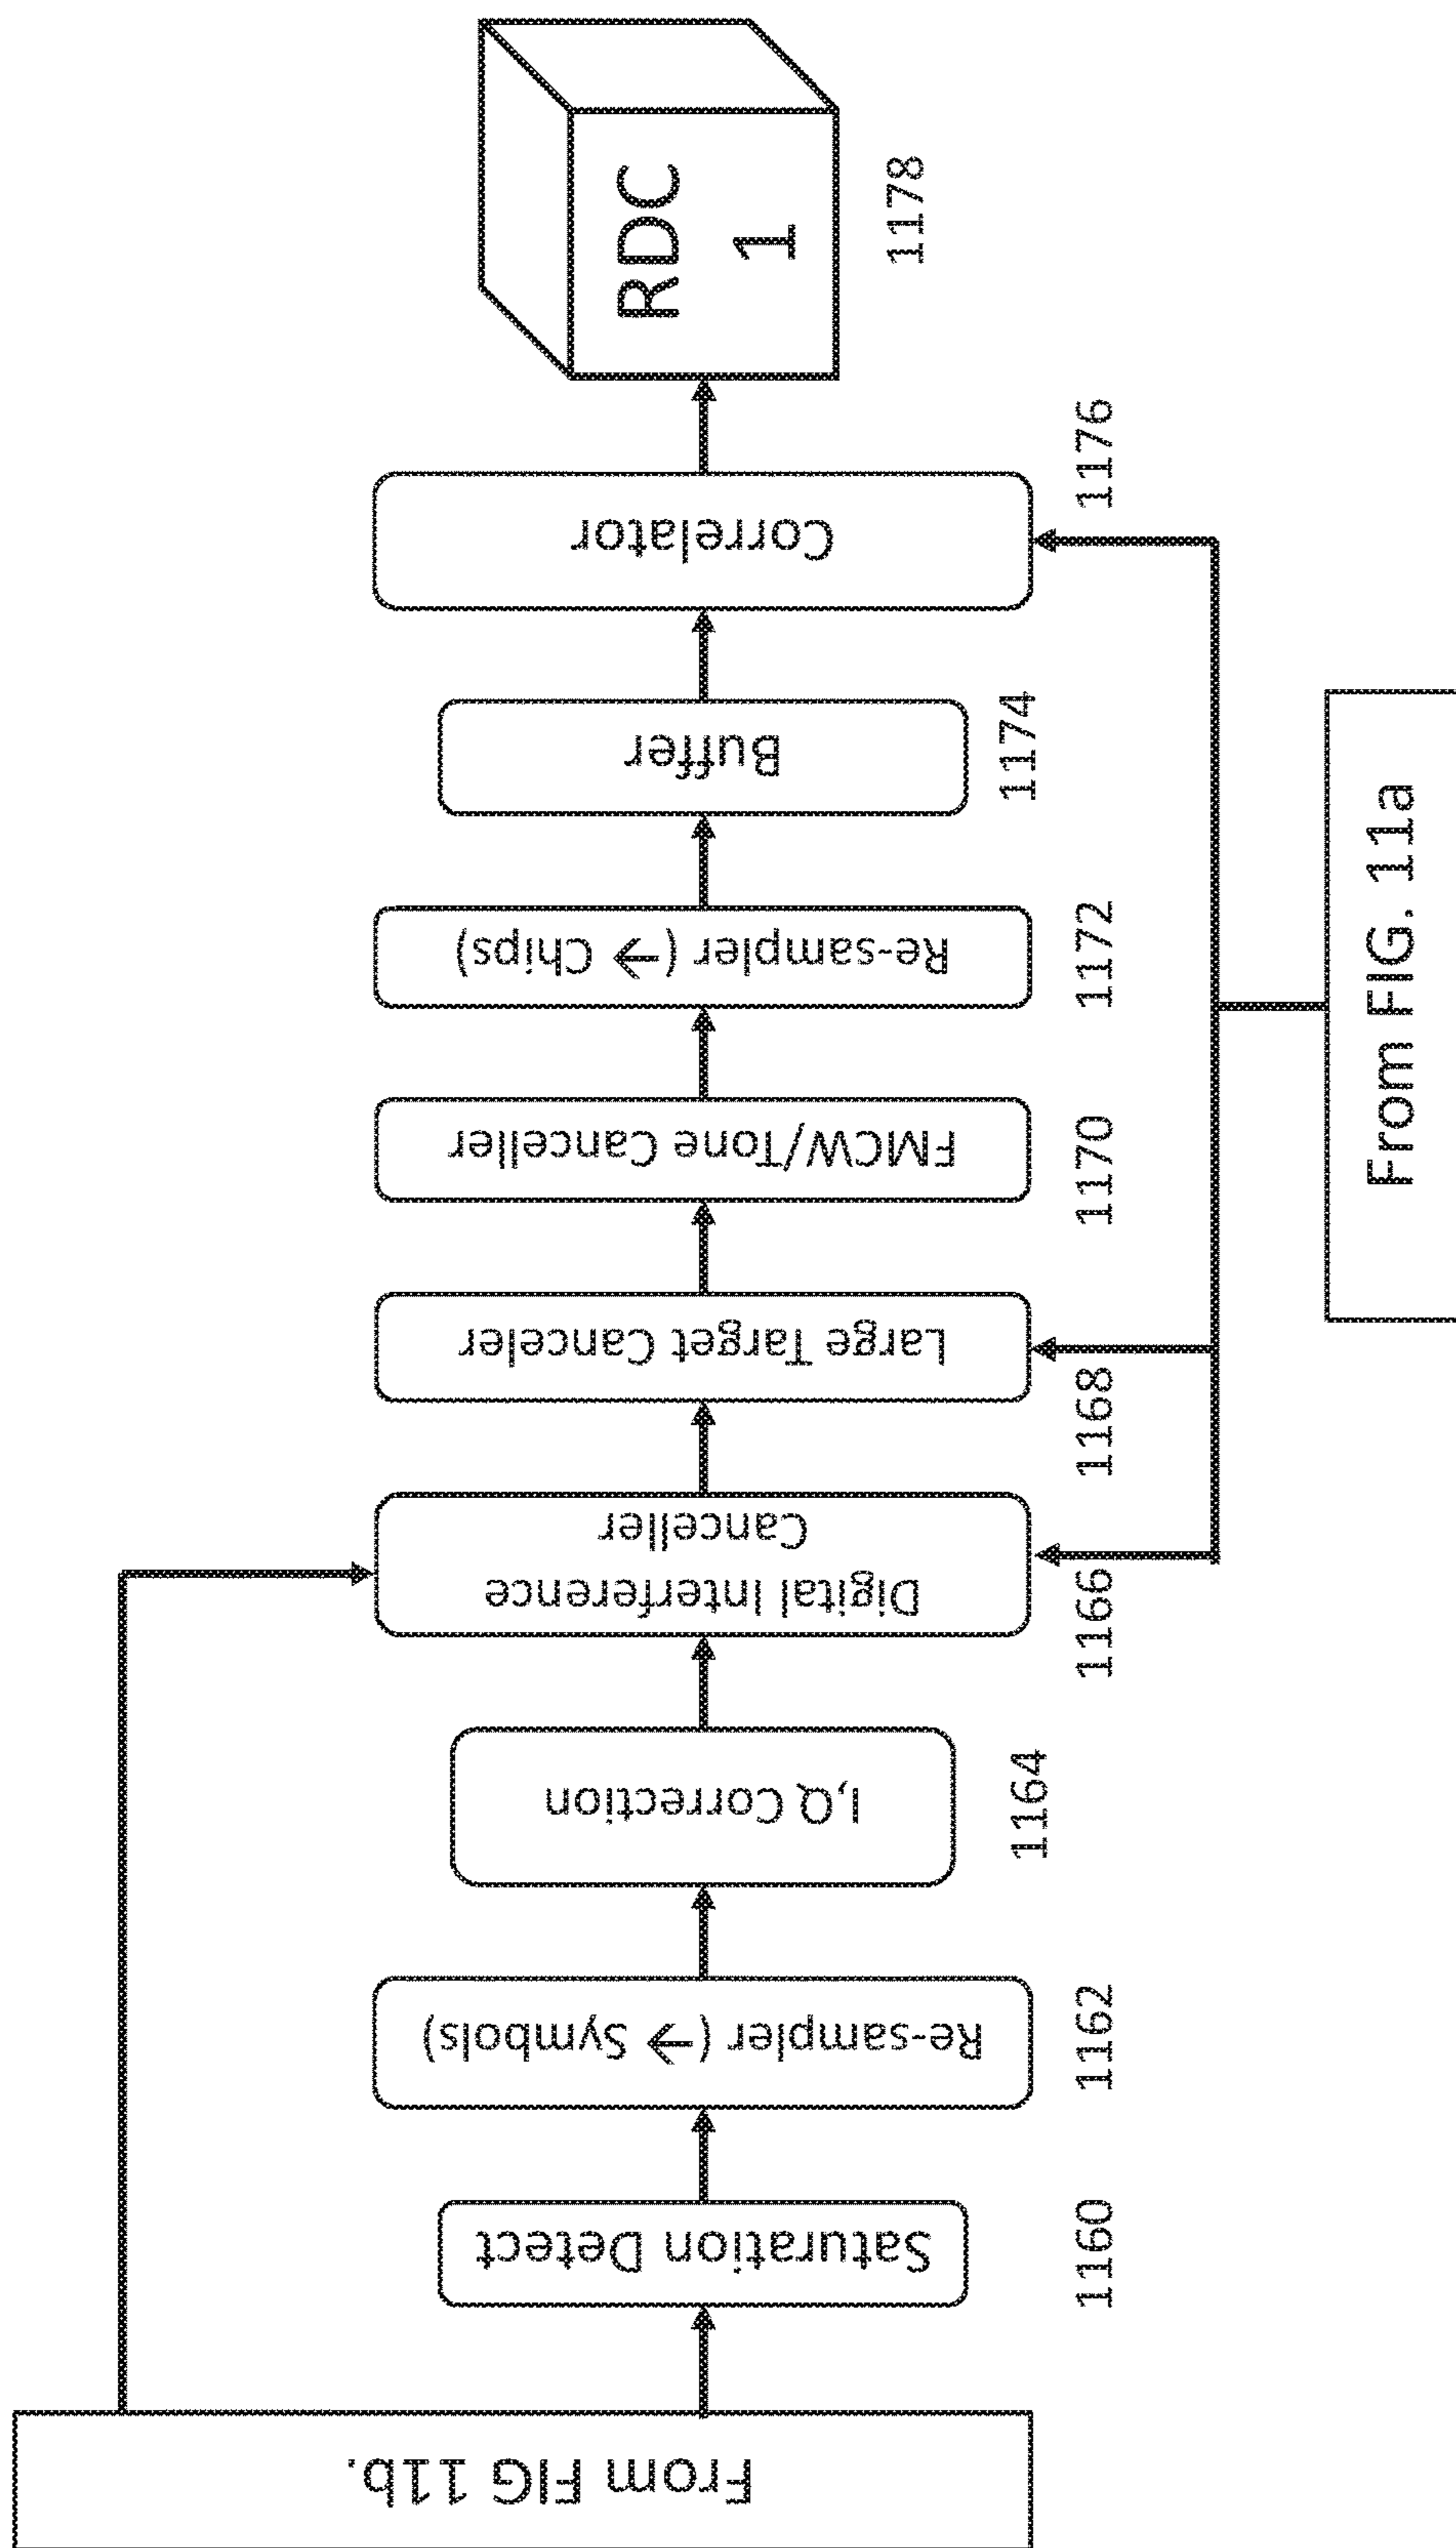 From FIG 11b.
Saturation Detect
1160
Re-sampler (→ Symbols)
1162
I,Q Correction
1164
Digital Interference
Canceller
1166
Large Target Canceler
1168
FMCW/Tone Canceller
1170
Re-sampler (→ Chips)
1172
Buffer
1174
Correlator
1176
RDC
1
1178
From FIG. 11a